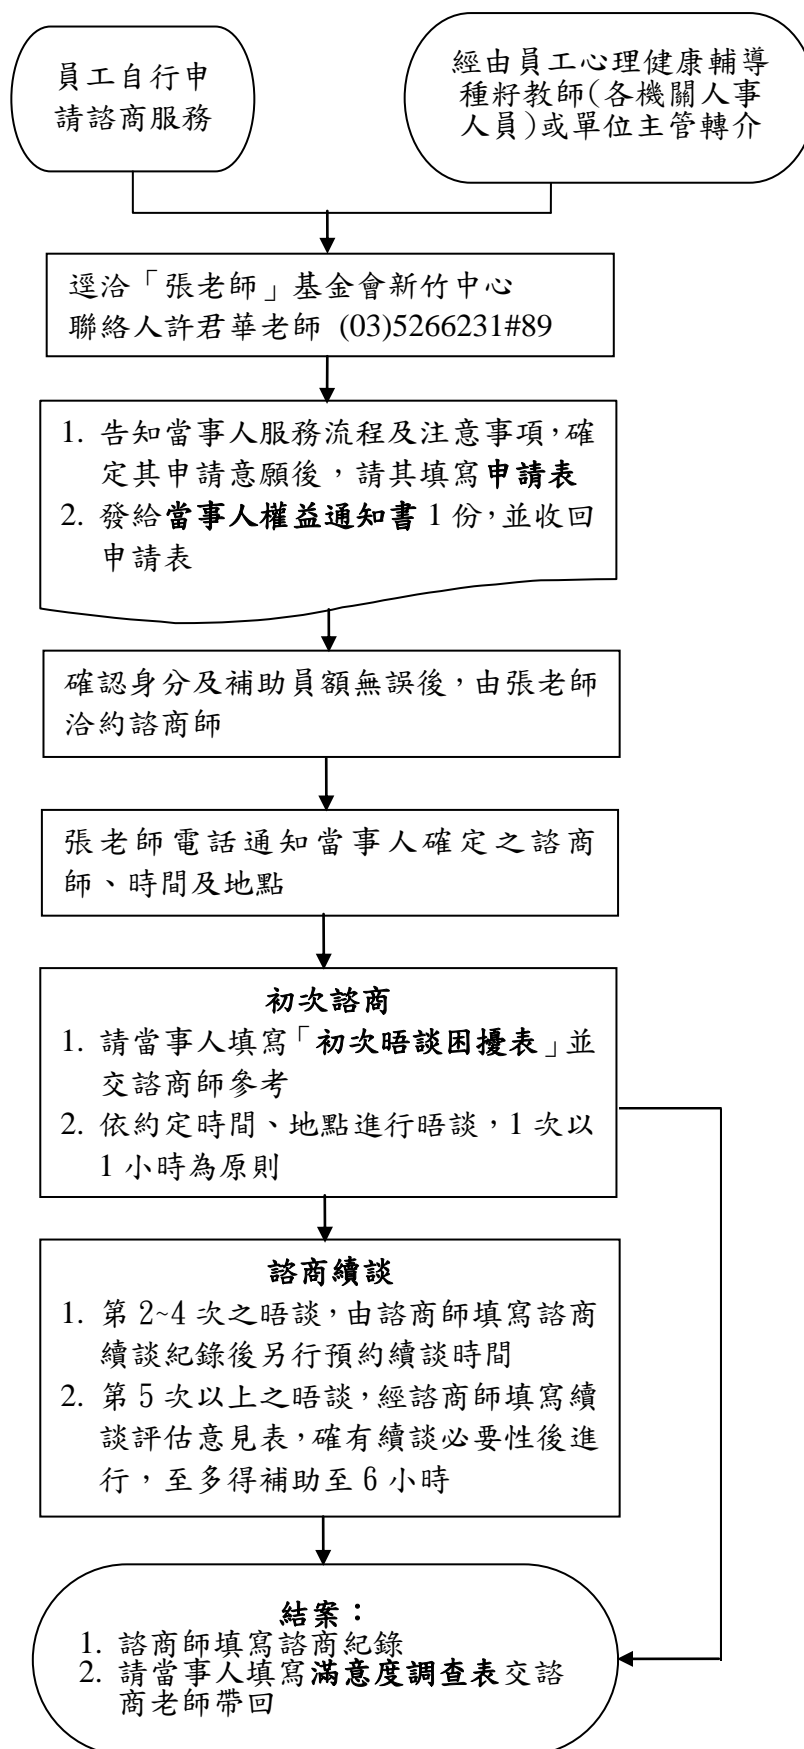 員工自行申
請諮商服務
經由員工心理健康輔導
種籽教師(各機關人事
人員)或單位主管轉介
逕洽「張老師」基金會新竹中心
聯絡人許君華老師 (03)5266231#89
1. 告知當事人服務流程及注意事項,確
定其申請意願後,請其填寫申請表
2. 發給當事人權益通知書1份,並收回
申請表
確認身分及補助員額無誤後,由張老師
洽約諮商師
張老師電話通知當事人確定之諮商
師、時間及地點
初次諮商
1. 請當事人填寫「初次晤談困擾表」並
交諮商師參考
2. 依約定時間、地點進行晤談,1次以
1小時為原則
諮商續談
1. 第2~4次之晤談,由諮商師填寫諮商
續談紀錄後另行預約續談時間
2. 第5次以上之晤談,經諮商師填寫續
談評估意見表,確有續談必要性後進
行,至多得補助至6小時
結案:
1. 諮商師填寫諮商紀錄
2. 請當事人填寫滿意度調查表交諮
商老師帶回